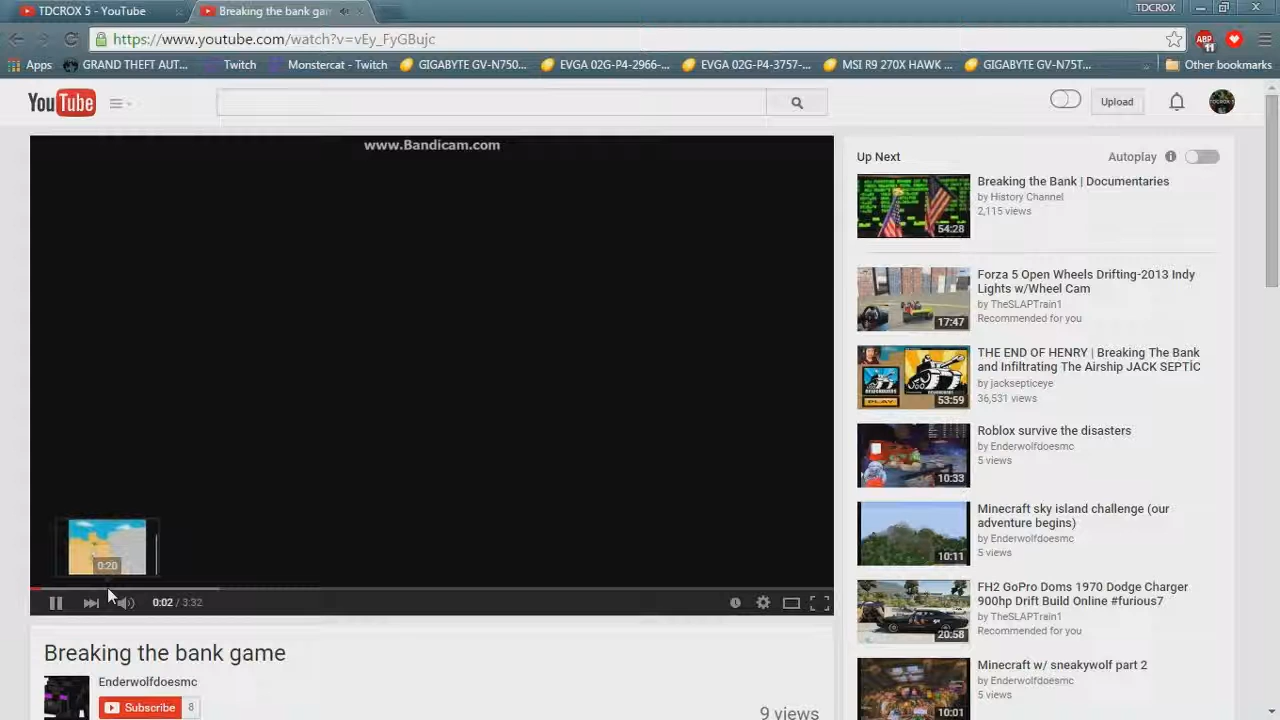 TDCROX 5 - YouTube
Breaking the bank gam
TDCROX
https://www.youtube.com/watch?v=vEy_FyGBujc
ABP
11
Apps
GRAND THEFT AUT...
Twitch
Monstercat - Twitch
GIGABYTE GV-N750...
EVGA 02G-P4-2966-...
EVGA 02G-P4-3757-...
MSI R9 270X HAWK ...
GIGABYTE GV-N75T...
Other bookmarks
YouTube
Upload
www.Bandicam.com
0:20
0:02 / 3:32
Breaking the bank game
Enderwolfdoesmc
Subscribe
8
9 views
Up Next
Autoplay
54:28
Breaking the Bank | Documentaries
by History Channel
2,115 views
17:47
Forza 5 Open Wheels Drifting-2013 Indy
Lights w/Wheel Cam
by TheSLAPTrain1
Recommended for you
PLAY
53:59
THE END OF HENRY | Breaking The Bank
and Infiltrating The Airship JACK SEPTIC
by jacksepticeye
36,531 views
10:33
Roblox survive the disasters
by Enderwolfdoesmc
5 views
10:11
Minecraft sky island challenge (our
adventure begins)
by Enderwolfdoesmc
5 views
20:58
FH2 GoPro Doms 1970 Dodge Charger
900hp Drift Build Online #furious7
by TheSLAPTrain1
Recommended for you
10:01
Minecraft w/ sneakywolf part 2
by Enderwolfdoesmc
5 views